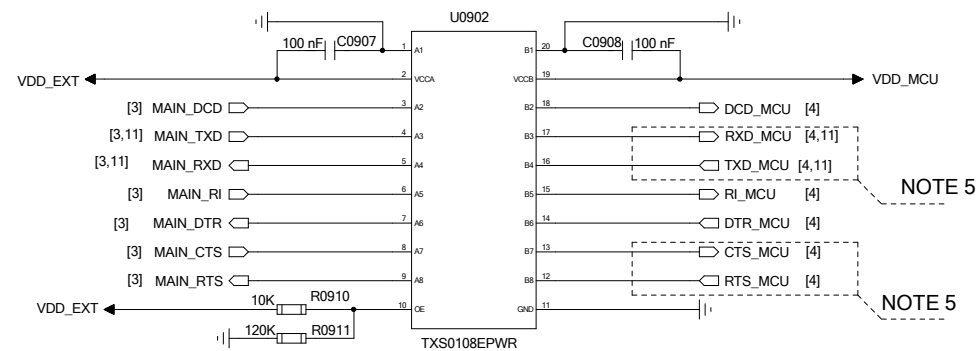 U0902
100 nF C0907
C0908 100 nF
1 A1 B1 20
VDD_EXT 2 VCCA VCCB 19 VDD_MCU
[3] MAIN_DCD 3 A2 B2 18 DCD_MCU [4]
[3,11] MAIN_TXD 4 A3 B3 17 RXD_MCU [4,11]
[3,11] MAIN_RXD 5 A4 B4 16 TXD_MCU [4,11]
NOTE 5
[3] MAIN_RI 6 A5 B5 15 RI_MCU [4]
[3] MAIN_DTR 7 A6 B6 14 DTR_MCU [4]
[3] MAIN_CTS 8 A7 B7 13 CTS_MCU [4]
[3] MAIN_RTS 9 A8 B8 12 RTS_MCU [4]
NOTE 5
VDD_EXT 10K R0910 10 OE GND 11
120K R0911
TXS0108EPWR